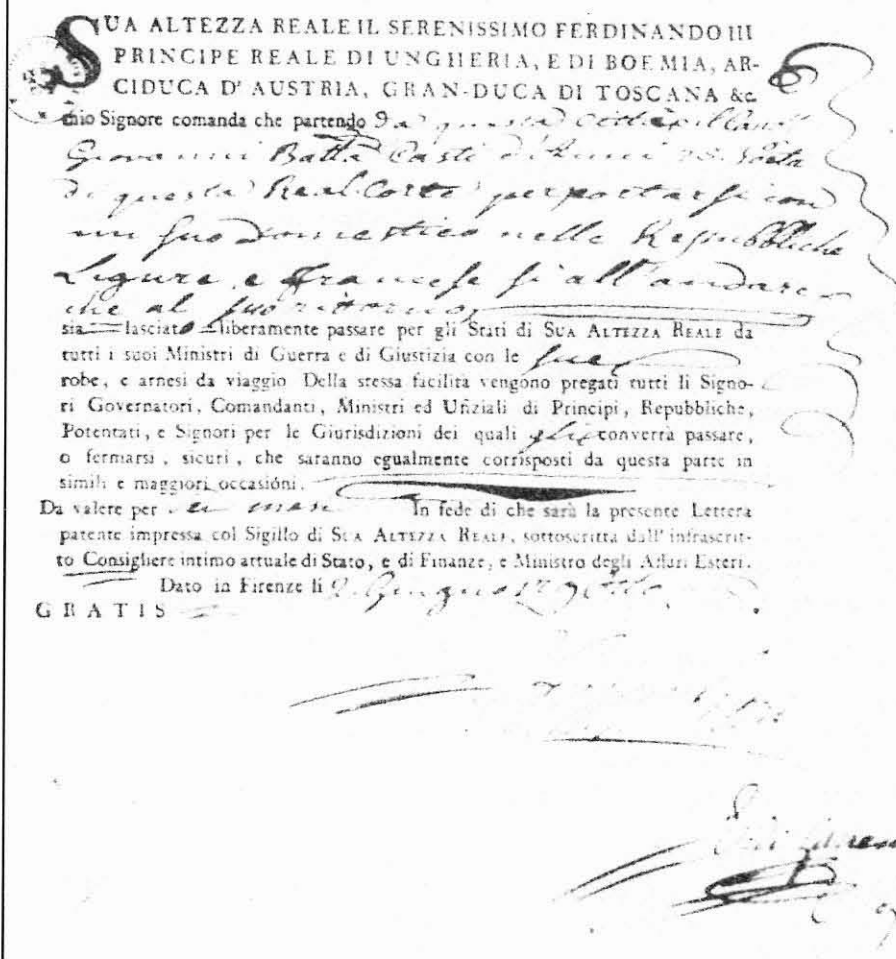 SUA ALTEZZA REALE IL SERENISSIMO FERDINANDO III
PRINCIPE REALE DI UNGHERIA, E DI BOEMIA, AR-
CIDUCA D' AUSTRIA, GRAN-DUCA DI TOSCANA &c.
mio Signore comanda che partendo Da questa Città
Giovanni Batta Casti Poeta
di questa Real Corte per portarsi con
un suo Domestico nelle Repubbliche
Ligure, e Francese si all'andare
che al suo ritorno
sia lasciato liberamente passare per gli Stati di SUA ALTEZZA REALE da
tutti i suoi Ministri di Guerra e di Giustizia con le sue
robe, e arnesi da viaggio Della stessa facilità vengono pregati tutti li Signo-
ri Governatori, Comandanti, Ministri ed Ufiziali di Principi, Repubbliche,
Potentati, e Signori per le Giurisdizioni dei quali gli converrà passare,
o fermarsi, sicuri, che saranno egualmente corrisposti da questa parte in
simili e maggiori occasióni.
Da valere per sei mesi In fede di che sarà la presente Lettera
patente impressa col Sigillo di SUA ALTEZZA REALE, sottoscritta dall' infrascrit-
to Consigliere intimo attuale di Stato, e di Finanze, e Ministro degli Affari Esteri.
Dato in Firenze li Giugno
GRATIS